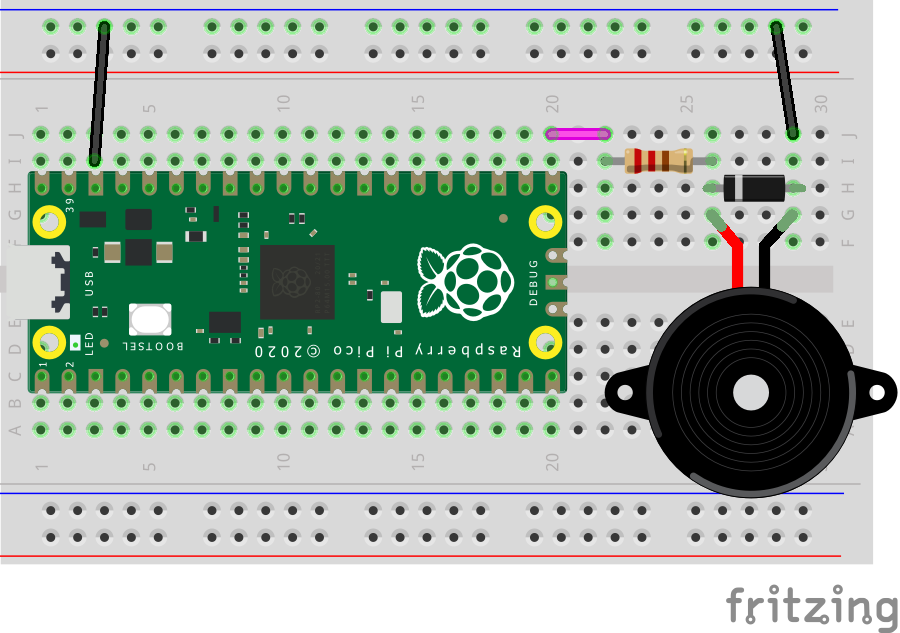 1 5 10 15 20 25 30
J J
I I
H H
39
G G
F F
USB
DEBUG
LED
BOOTSEL
E E
Raspberry Pi Pico © 2020
D D
1 2
C
B
A
1 5 10 15 20
fritzing